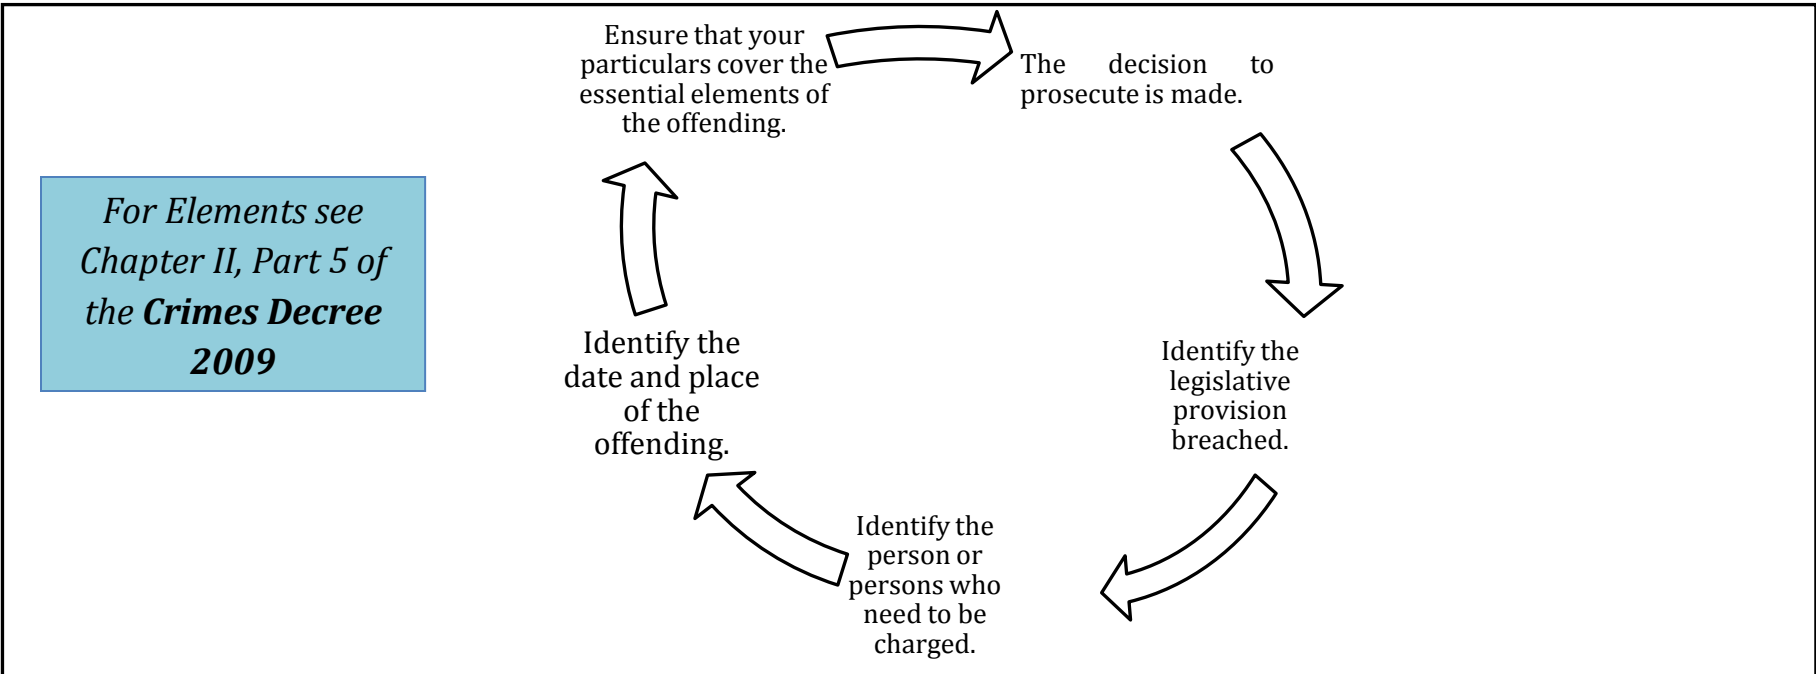 Ensure that your
particulars cover the
essential elements of
the offending.
The decision to
prosecute is made.
For Elements see
Chapter II, Part 5 of
the Crimes Decree
2009
Identify the
legislative
provision
breached.
Identify the
date and place
of the
offending.
Identify the
person or
persons who
need to be
charged.